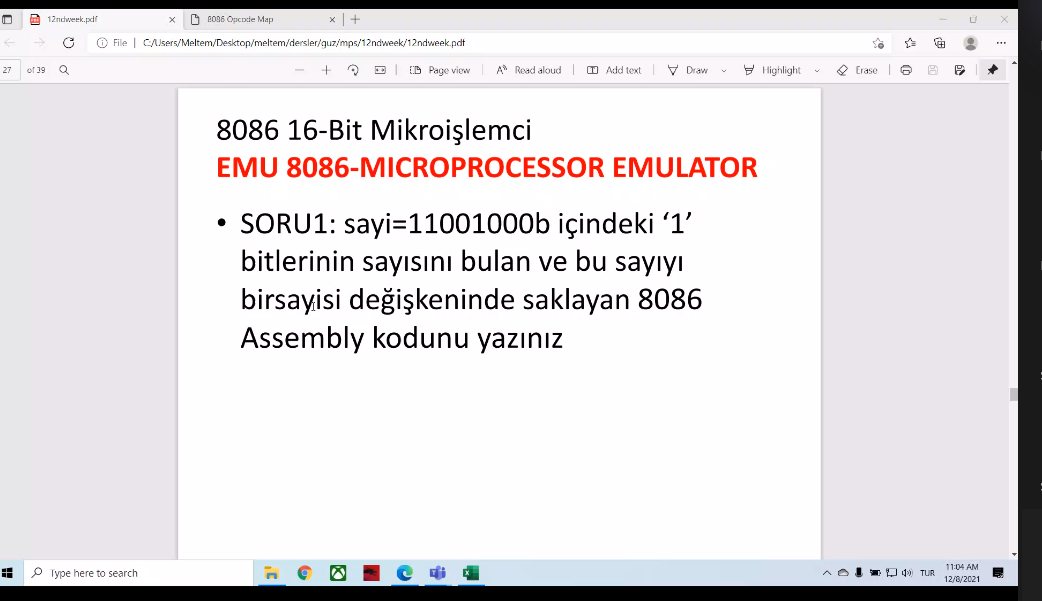 12ndweek.pdf
8086 Opcode Map
File
C:/Users/Meltem/Desktop/meltem/dersler/guz/mps/12ndweek/12ndweek.pdf
27 of 39
Page view
Read aloud
Add text
Draw
Highlight
Erase
8086 16-Bit Mikroişlemci
EMU 8086-MICROPROCESSOR EMULATOR
• SORU1: sayi=11001000b içindeki ‘1’
bitlerinin sayısını bulan ve bu sayıyı
birsayisi değişkeninde saklayan 8086
Assembly kodunu yazınız
Type here to search
TUR
11:04 AM
12/8/2021